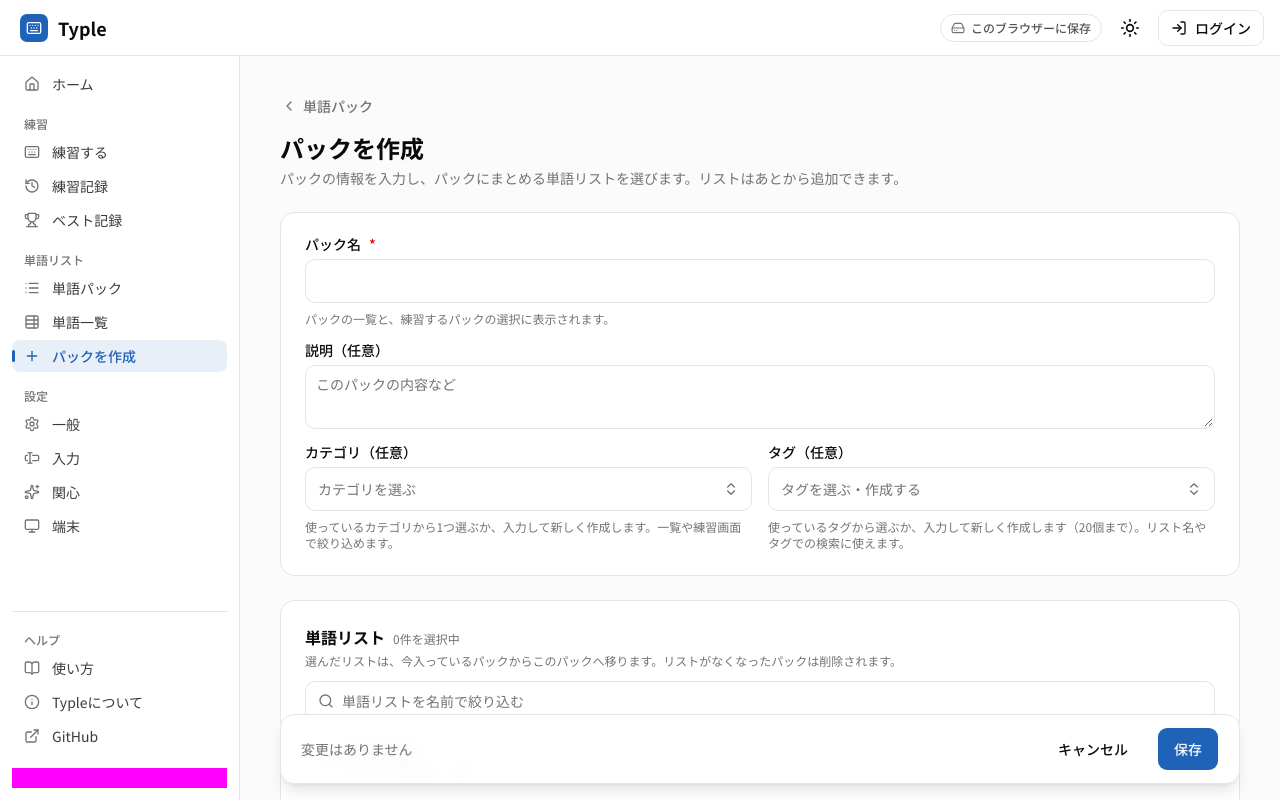 Typle
このブラウザーに保存
ログイン
ホーム
練習
練習する
練習記録
ベスト記録
単語リスト
単語パック
単語一覧
パックを作成
設定
一般
入力
関心
端末
ヘルプ
使い方
Typleについて
GitHub
単語パック
パックを作成
パックの情報を入力し、パックにまとめる単語リストを選びます。リストはあとから追加できます。
パック名 *
パックの一覧と、練習するパックの選択に表示されます。
説明（任意）
このパックの内容など
カテゴリ（任意）
カテゴリを選ぶ
使っているカテゴリから1つ選ぶか、入力して新しく作成します。一覧や練習画面
で絞り込めます。
タグ（任意）
タグを選ぶ・作成する
使っているタグから選ぶか、入力して新しく作成します（20個まで）。リスト名や
タグでの検索に使えます。
単語リスト 0件を選択中
選んだリストは、今入っているパックからこのパックへ移ります。リストがなくなったパックは削除されます。
単語リストを名前で絞り込む
変更はありません
キャンセル
保存